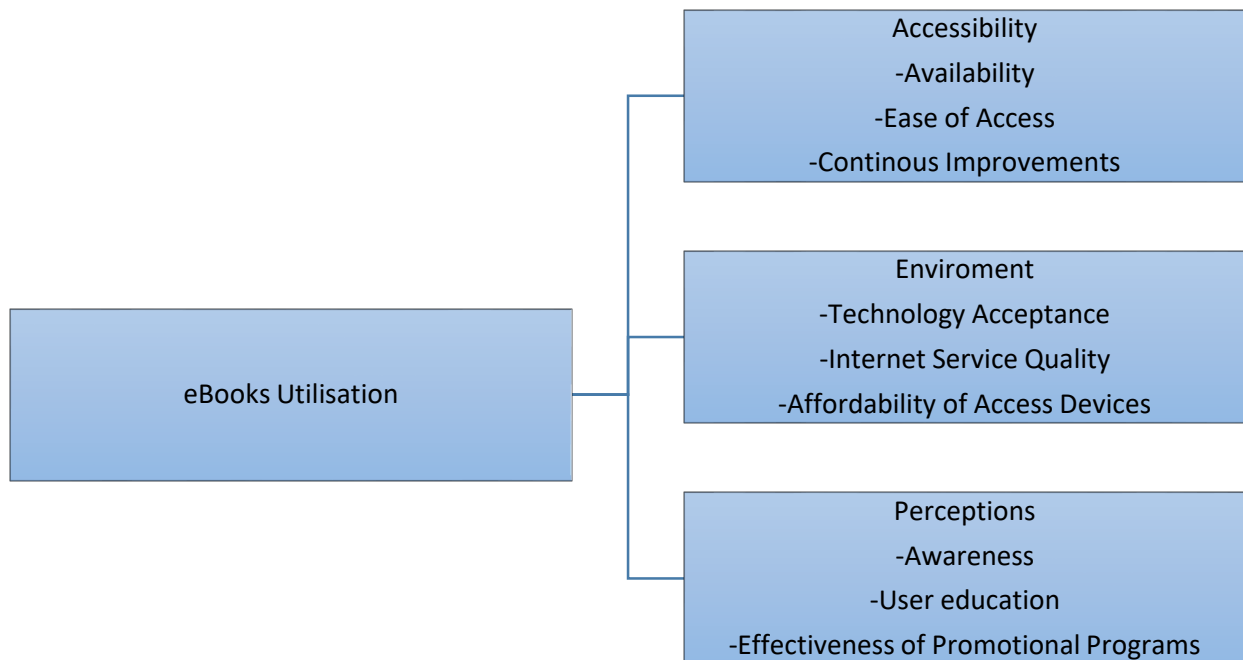 Accessibility
-Availability
-Ease of Access
-Continous Improvements
Enviroment
-Technology Acceptance
-Internet Service Quality
-Affordability of Access Devices
eBooks Utilisation
Perceptions
-Awareness
-User education
-Effectiveness of Promotional Programs